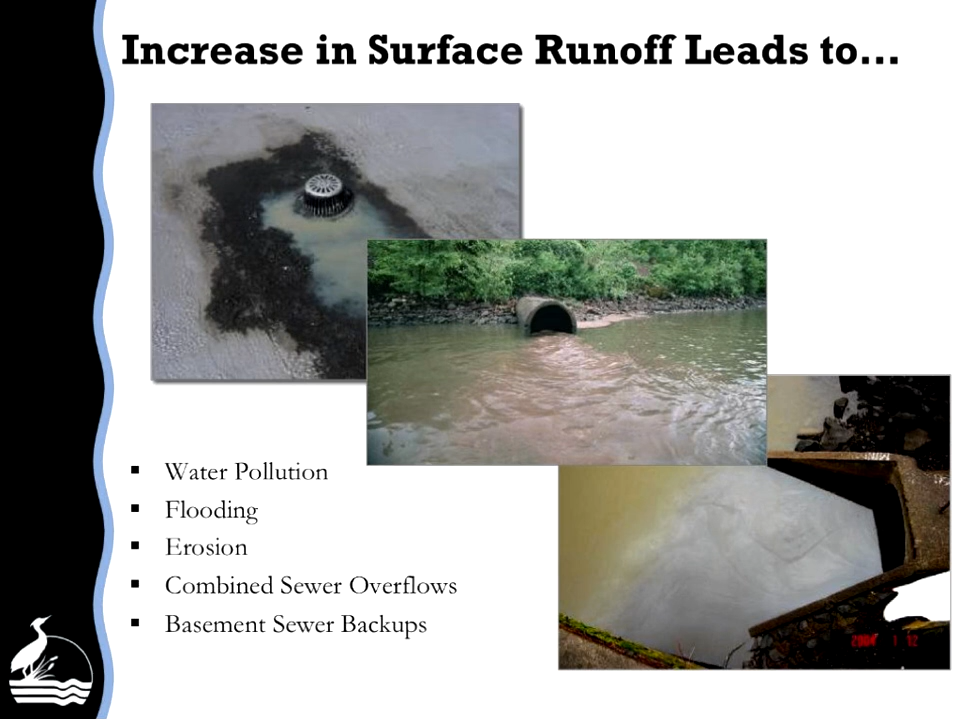 Increase in Surface Runoff Leads to…
Water Pollution
Flooding
Erosion
Combined Sewer Overflows
Basement Sewer Backups